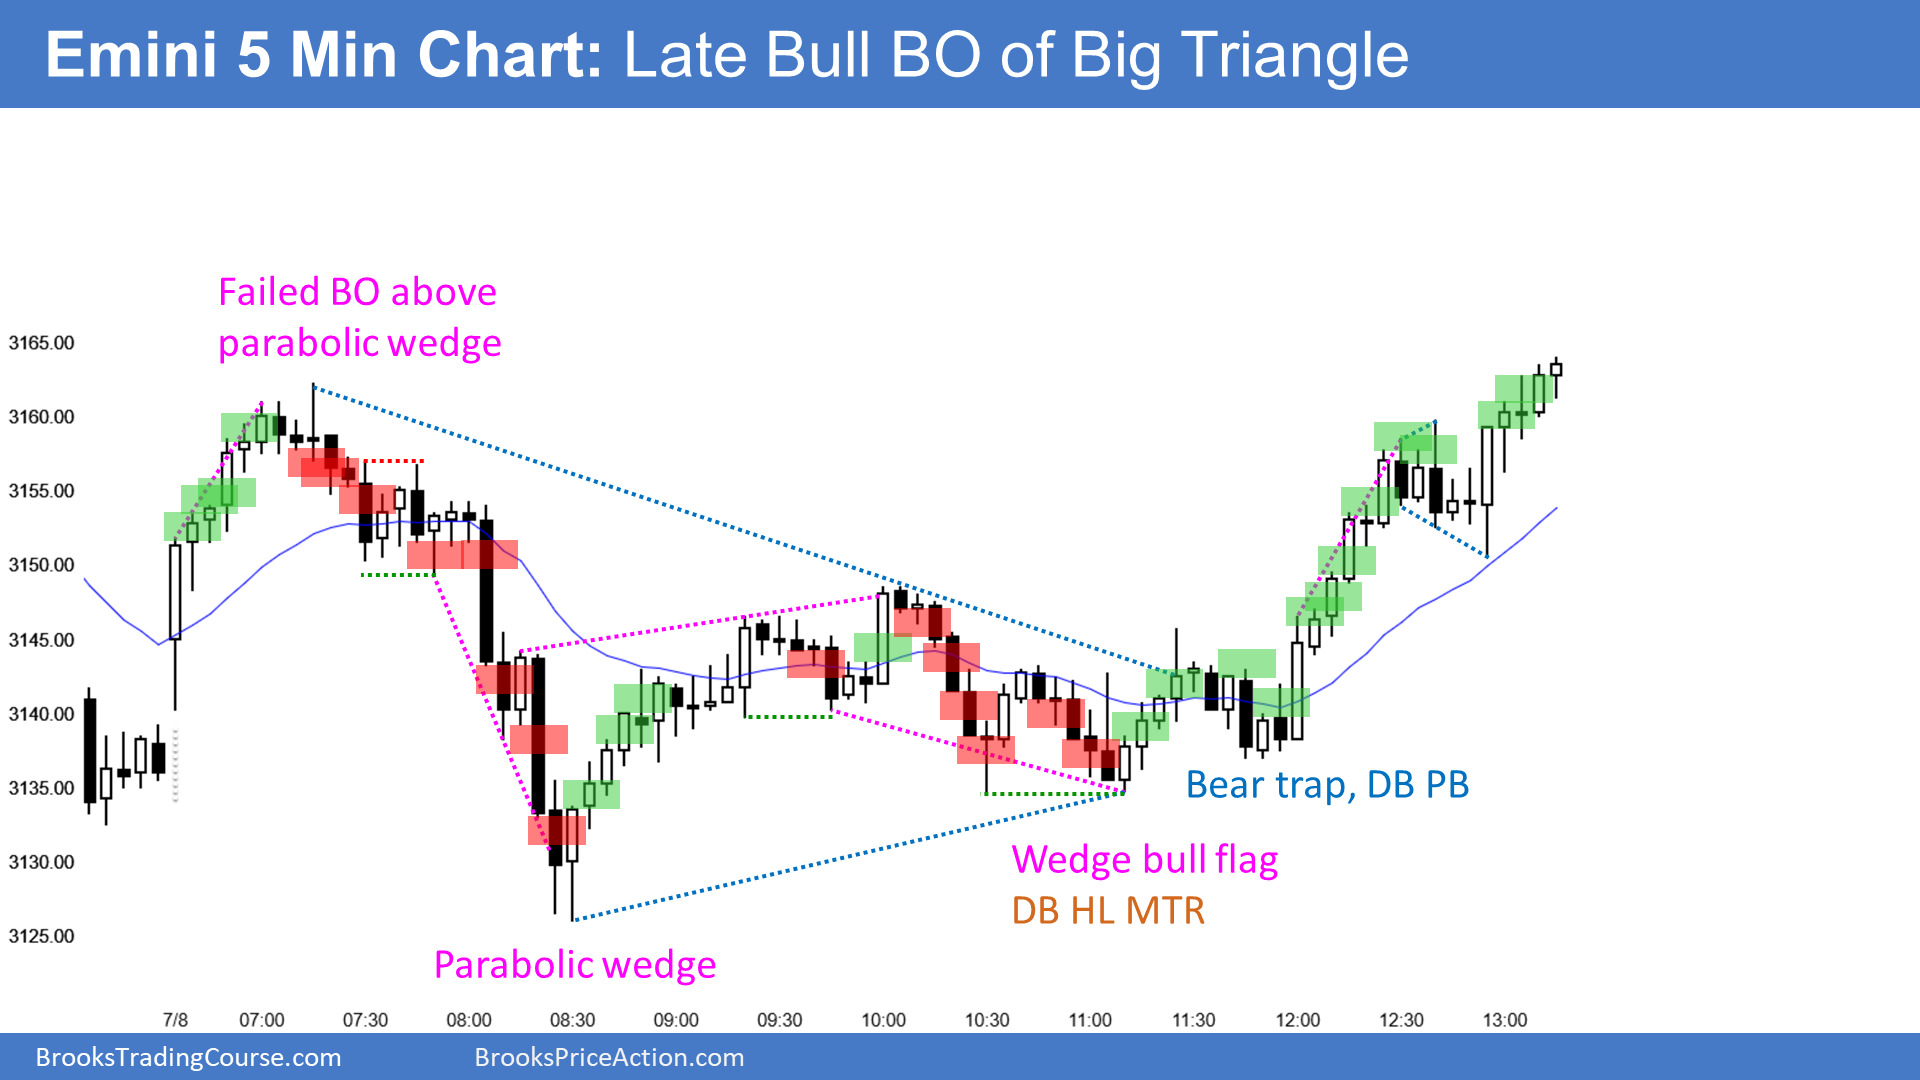 Emini 5 Min Chart: Late Bull BO of Big Triangle
Failed BO above
parabolic wedge
3165.00
3160.00
3155.00
3150.00
3145.00
3140.00
3135.00
3130.00
3125.00
Bear trap, DB PB
Wedge bull flag
DB HL MTR
Parabolic wedge
7/8 07:00 07:30 08:00 08:30 09:00 09:30 10:00 10:30 11:00 11:30 12:00 12:30 13:00
BrooksTradingCourse.com BrooksPriceAction.com